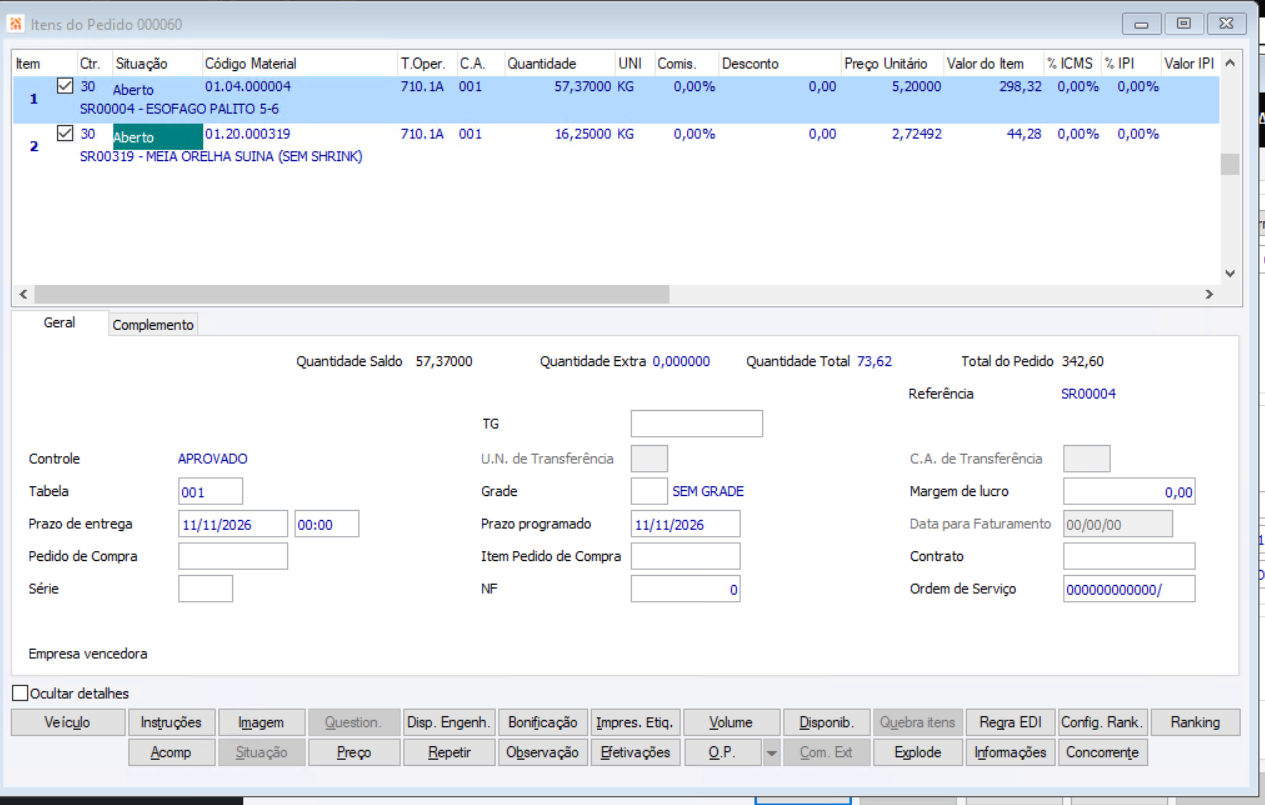 Itens do Pedido 000060
Item Ctr. Situação Código Material T.Oper. C.A. Quantidade UNI Comis. Desconto Preço Unitário Valor do Item % ICMS % IPI Valor IPI
1 30 Aberto 01.04.000004 710.1A 001 57,37000 KG 0,00% 0,00 5,20000 298,32 0,00% 0,00%
SR00004 - ESOFAGO PALITO 5-6
2 30 Aberto 01.20.000319 710.1A 001 16,25000 KG 0,00% 0,00 2,72492 44,28 0,00% 0,00%
SR00319 - MEIA ORELHA SUINA (SEM SHRINK)
Geral Complemento
Quantidade Saldo 57,37000 Quantidade Extra 0,000000 Quantidade Total 73,62 Total do Pedido 342,60
Referência SR00004
TG
Controle APROVADO U.N. de Transferência C.A. de Transferência
Tabela 001 Grade SEM GRADE Margem de lucro 0,00
Prazo de entrega 11/11/2026 00:00 Prazo programado 11/11/2026 Data para Faturamento 00/00/00
Pedido de Compra Item Pedido de Compra Contrato
Série NF 0 Ordem de Serviço 000000000000/
Empresa vencedora
Ocultar detalhes
Veículo Instruções Imagem Question. Disp. Engenh. Bonificação Impres. Etiq. Volume Disponib. Quebra itens Regra EDI Config. Rank. Ranking
Acomp Situação Preço Repetir Observação Efetivações O.P. Com. Ext Explode Informações Concorrente